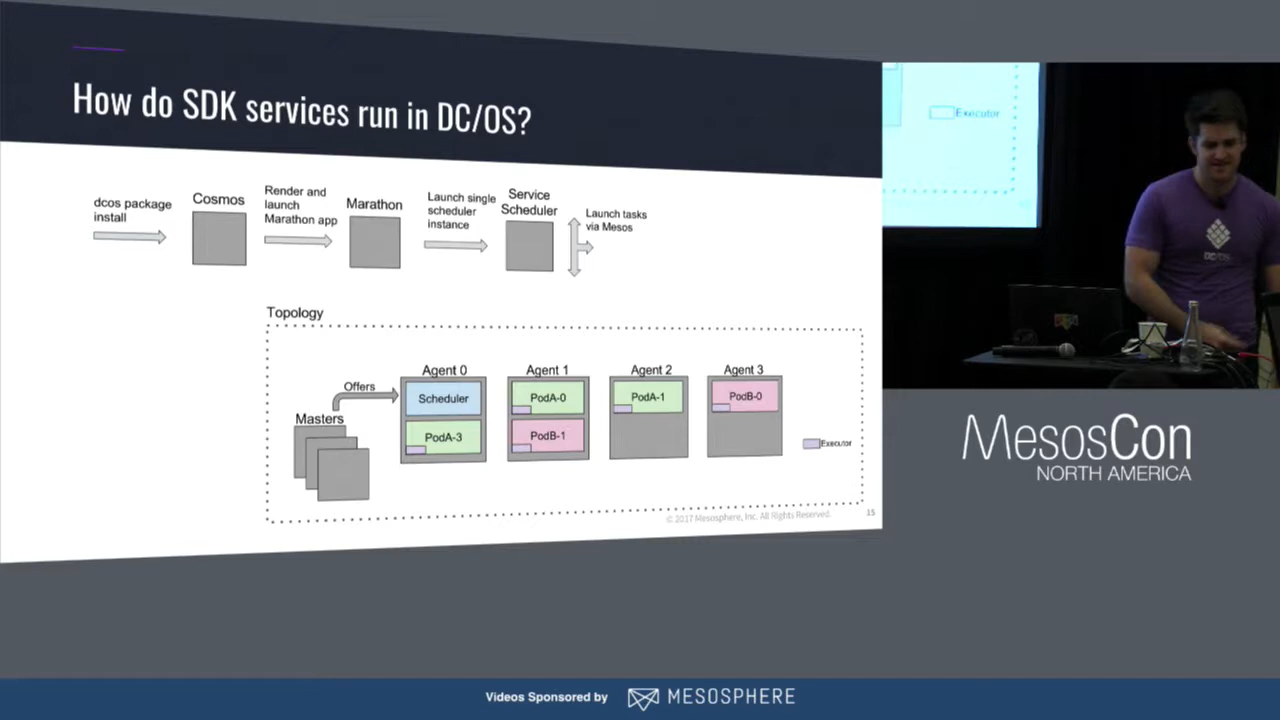 How do SDK services run in DC/OS?
dcos package
install
Cosmos
Render and
launch
Marathon app
Marathon
Launch single
scheduler
instance
Service
Scheduler
Launch tasks
via Mesos
Topology
Masters
Offers
Agent 0
Scheduler
PodA-3
Agent 1
PodA-0
PodB-1
Agent 2
PodA-1
Agent 3
PodB-0
Executor
© 2017 Mesosphere, Inc. All Rights Reserved.
15
Executor
DC/OS
MesosCon
NORTH AMERICA
Videos Sponsored by
MESOSPHERE